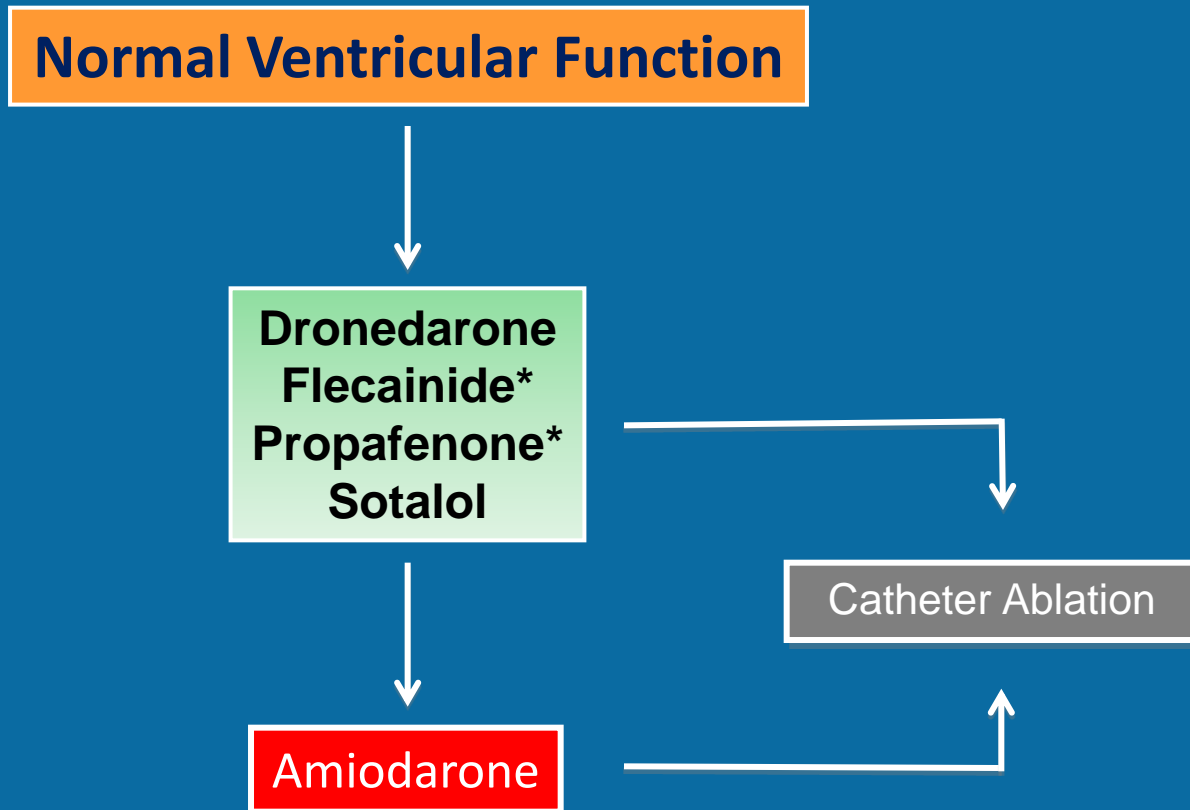 Normal Ventricular Function
Dronedarone
Flecainide*
Propafenone*
Sotalol
Catheter Ablation
Amiodarone